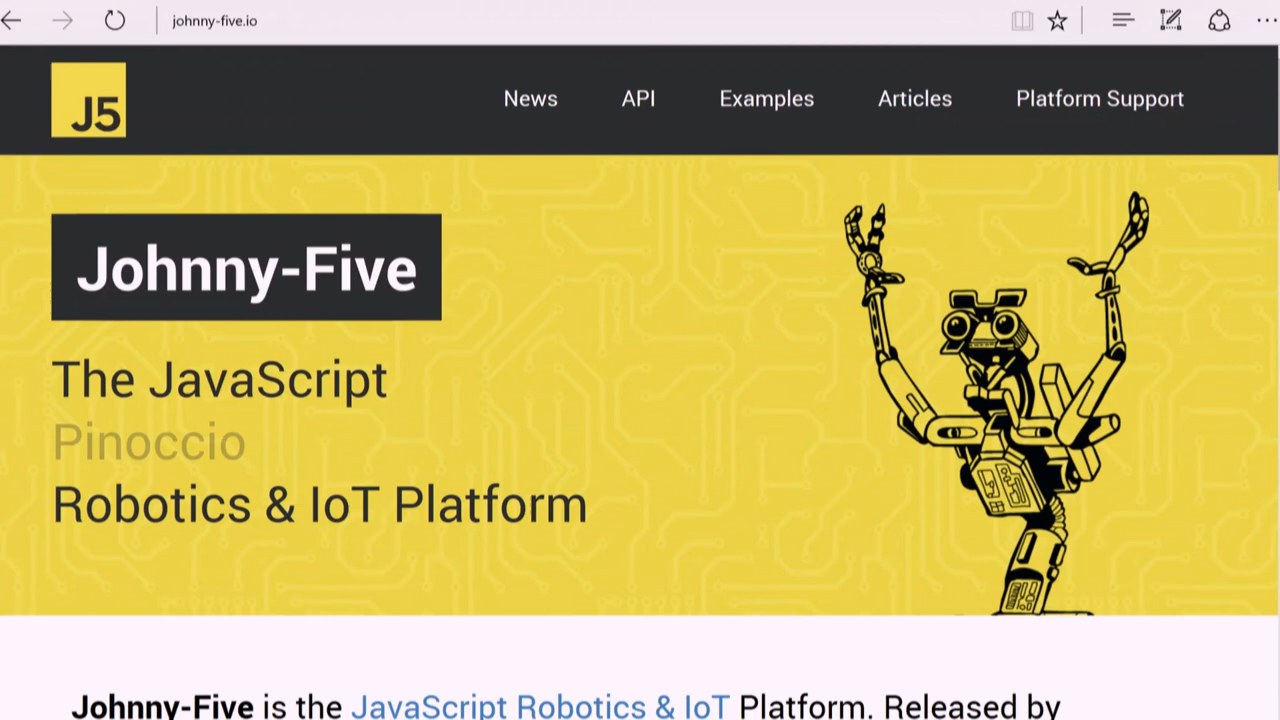 johnny-five.io
J5
News API Examples Articles Platform Support
Johnny-Five
The JavaScript
Pinoccio
Robotics & IoT Platform
Johnny-Five is the JavaScript Robotics & IoT Platform. Released by